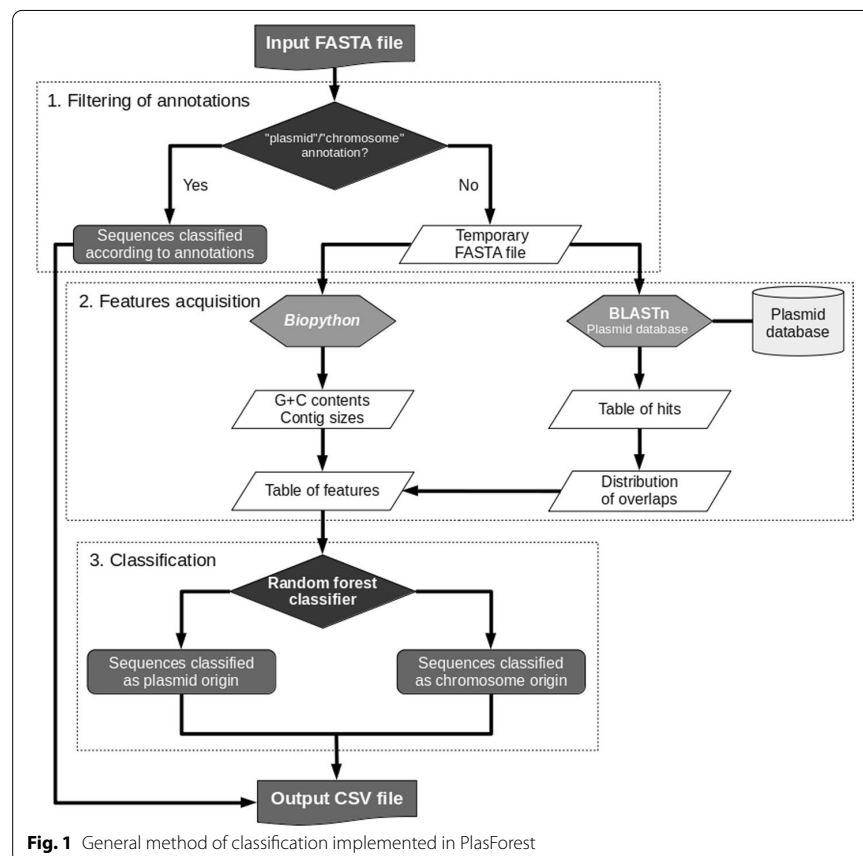 Input FASTA file
1. Filtering of annotations
"plasmid"/"chromosome"
annotation?
Yes
No
Sequences classified
according to annotations
Temporary
FASTA file
2. Features acquisition
Biopython
BLASTn
Plasmid database
Plasmid
database
G+C contents
Contig sizes
Table of hits
Table of features
Distribution
of overlaps
3. Classification
Random forest
classifier
Sequences classified
as plasmid origin
Sequences classified
as chromosome origin
Output CSV file
Fig. 1 General method of classification implemented in PlasForest